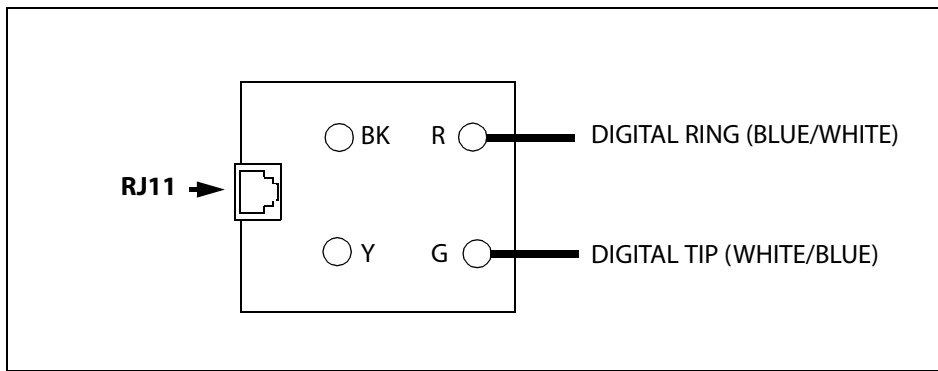 BK R DIGITAL RING (BLUE/WHITE)
RJ11
Y G DIGITAL TIP (WHITE/BLUE)